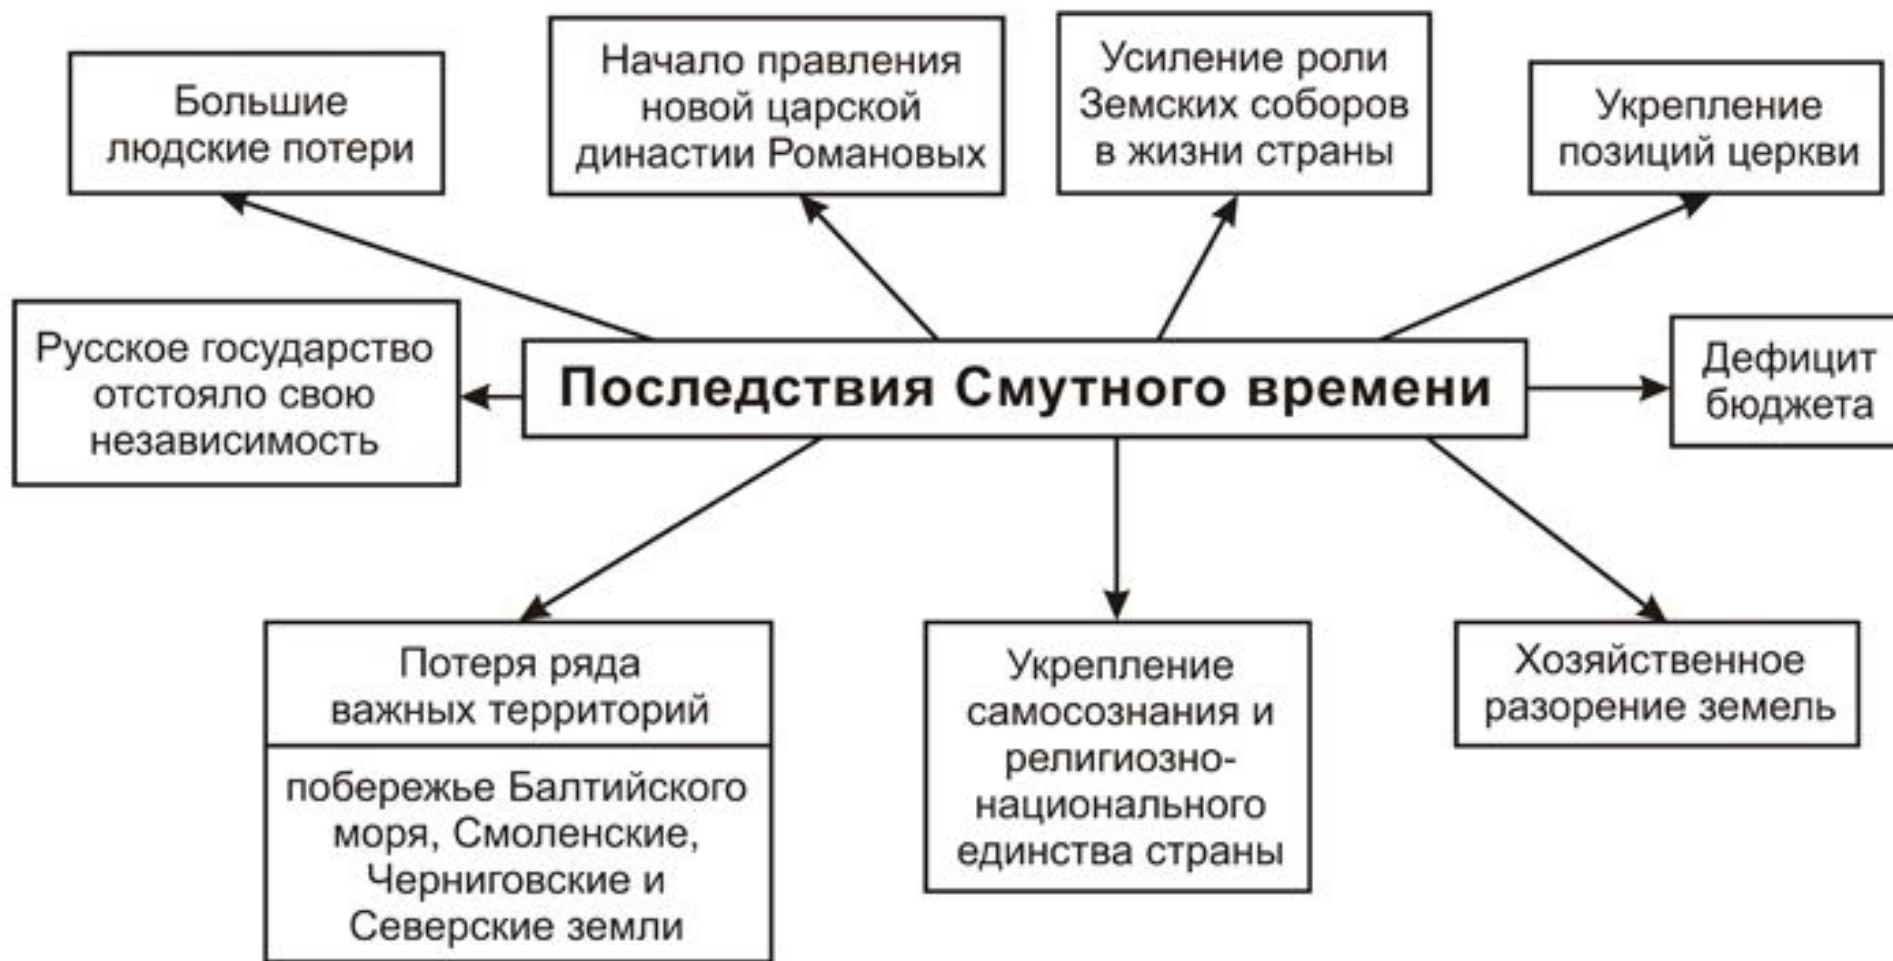 Большие
людские потери
Начало правления
новой царской
династии Романовых
Усиление роли
Земских соборов
в жизни страны
Укрепление
позиций церкви
Русское государство
отстояло свою
независимость
Последствия Смутного времени
Дефицит
бюджета
Потеря ряда
важных территорий
побережье Балтийского
моря, Смоленские,
Черниговские и
Северские земли
Укрепление
самосознания и
религиозно-
национального
единства страны
Хозяйственное
разорение земель